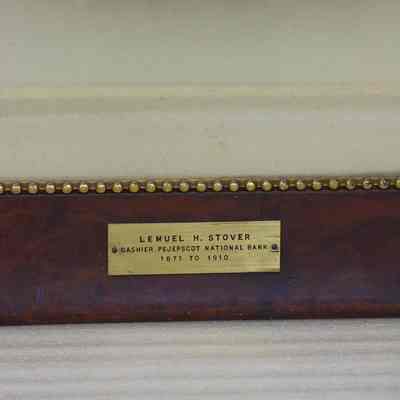 LEMUEL H. STOVER
CASHIER PEJEPSCOT NATIONAL BANK
1871 TO 1910